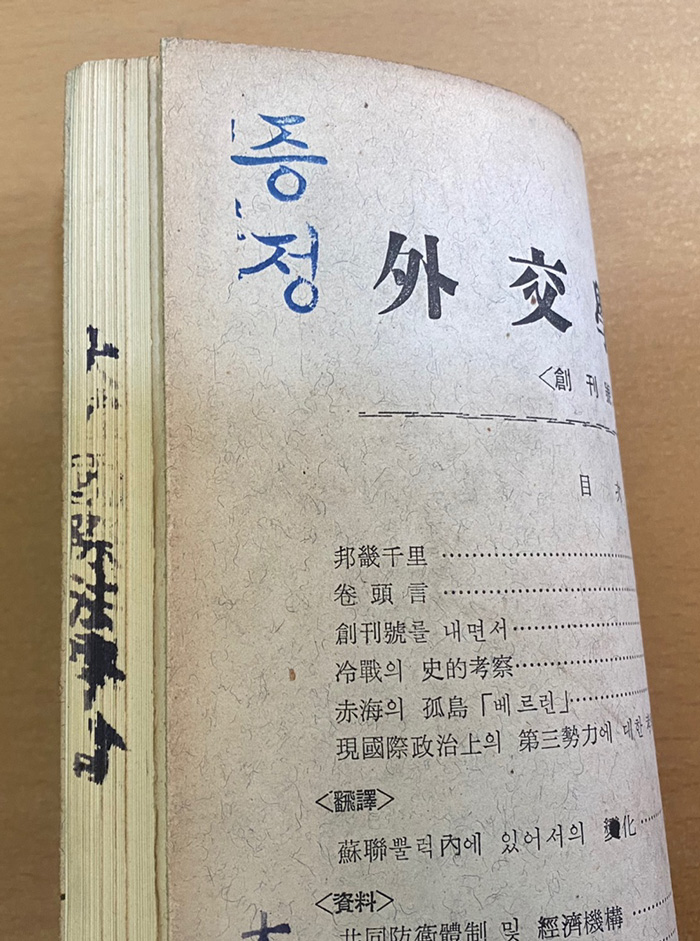 증정
外交
<創刊
目次
邦畿千里
卷頭言
創刊號를 내면서
冷戰의 史的考察
赤海의 孤島「베르린」
現國際政治上의 第三勢力에 대한
<飜譯>
蘇聯뿔럭內에 있어서의 變化
<資料>
共同防衛體制 및 經濟機構